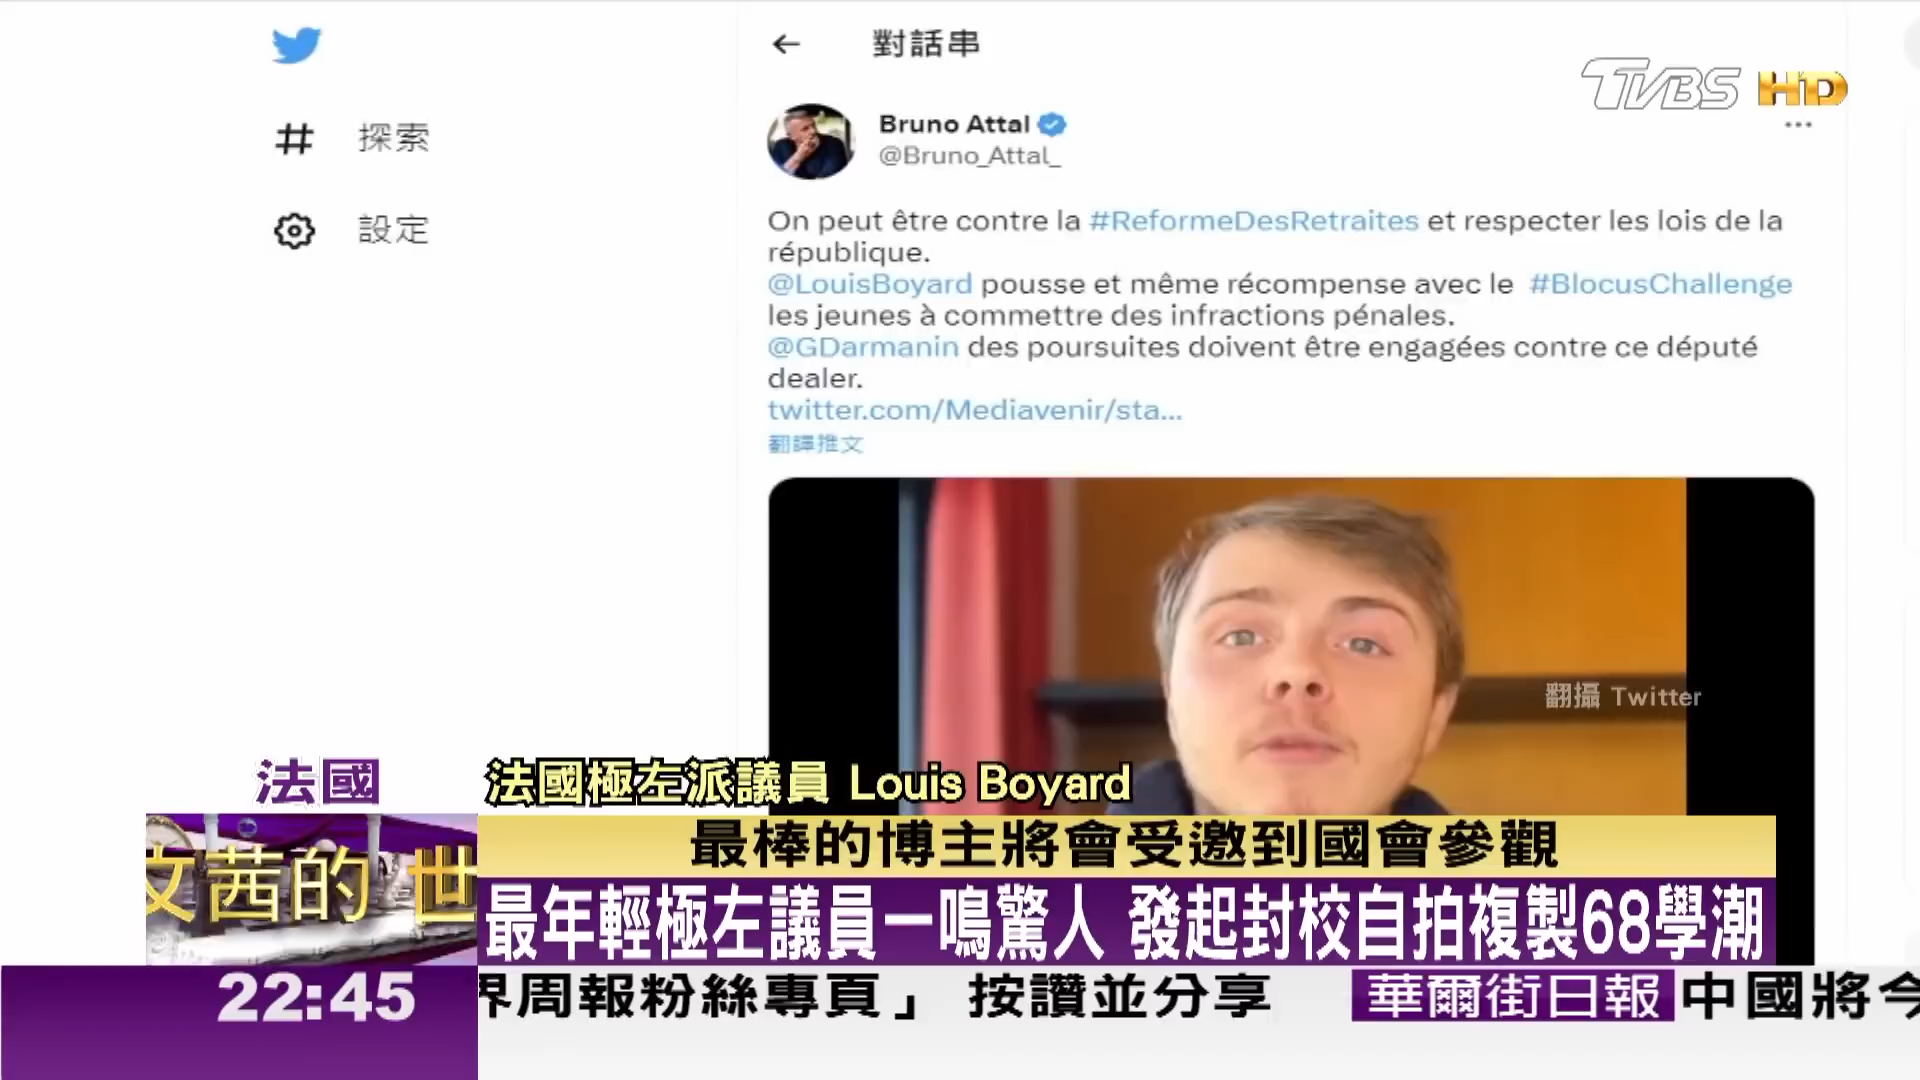 對話串
TVBS HD
# 探索
設定
Bruno Attal
@Bruno_Attal_
On peut être contre la #ReformeDesRetraites et respecter les lois de la
république.
@LouisBoyard pousse et même récompense avec le #BlocusChallenge
les jeunes à commettre des infractions pénales.
@GDarmanin des poursuites doivent être engagées contre ce député
dealer.
twitter.com/Mediavenir/sta...
翻譯推文
翻攝 Twitter
法國
法國極左派議員 Louis Boyard
最棒的博主將會受邀到國會參觀
文茜的 世
最年輕極左議員一鳴驚人 發起封校自拍複製68學潮
22:45
界周報粉絲專頁」 按讚並分享 華爾街日報 中國將今